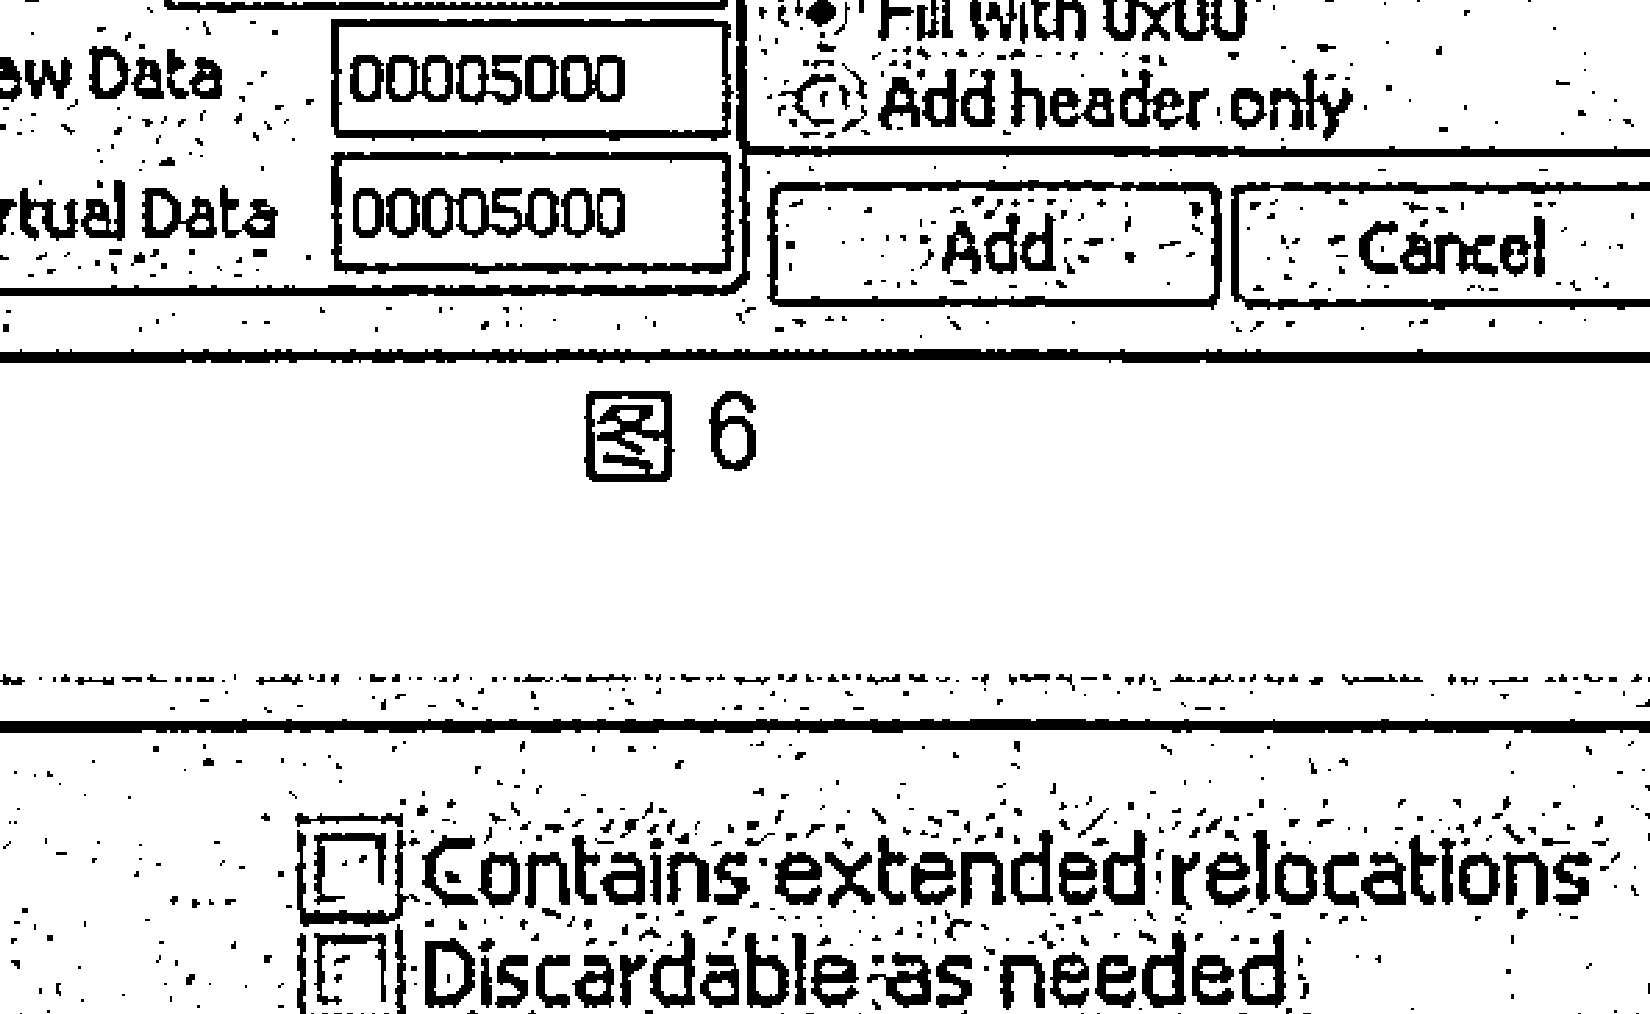 Fill with 0x00
aw Data 00005000
Add header only
rtual Data 00005000
Add Cancel
图 6
Contains extended relocations
Discardable as needed